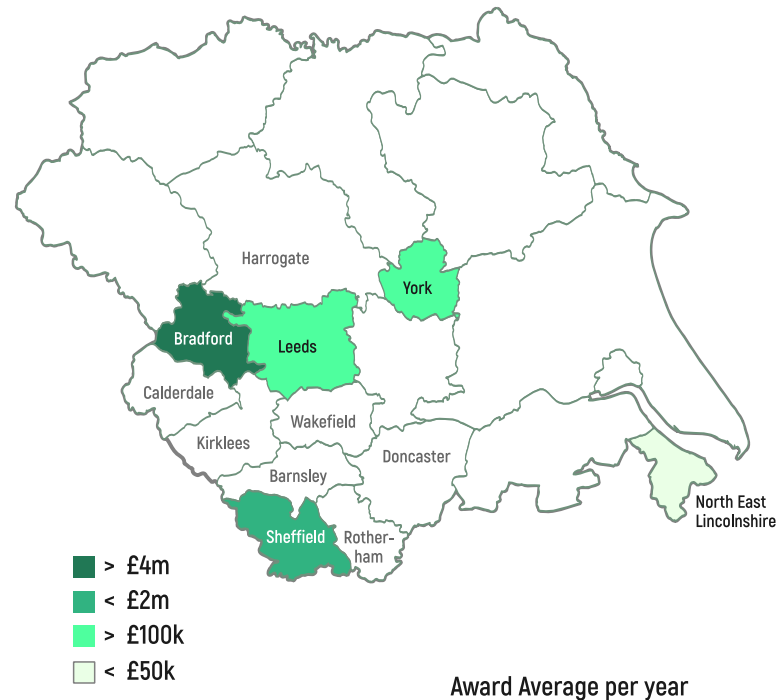 Harrogate
York
Bradford
Leeds
Calderdale
Wakefield
Kirklees
Doncaster
Barnsley
North East
Lincolnshire
Sheffield
Rother-
ham
> £4m
< £2m
> £100k
< £50k
Award Average per year